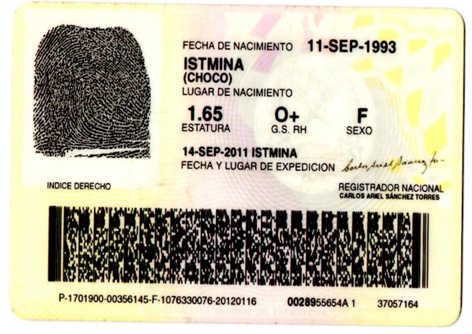 FECHA DE NACIMIENTO 11-SEP-1993
ISTMINA
(CHOCO)
LUGAR DE NACIMIENTO
1.65 O+ F
ESTATURA G.S. RH SEXO
14-SEP-2011 ISTMINA
FECHA Y LUGAR DE EXPEDICION
INDICE DERECHO
REGISTRADOR NACIONAL
CARLOS ARIEL SÁNCHEZ TORRES
P-1701900-00356145-F-1076330076-20120116 0028955654A 1 37057164